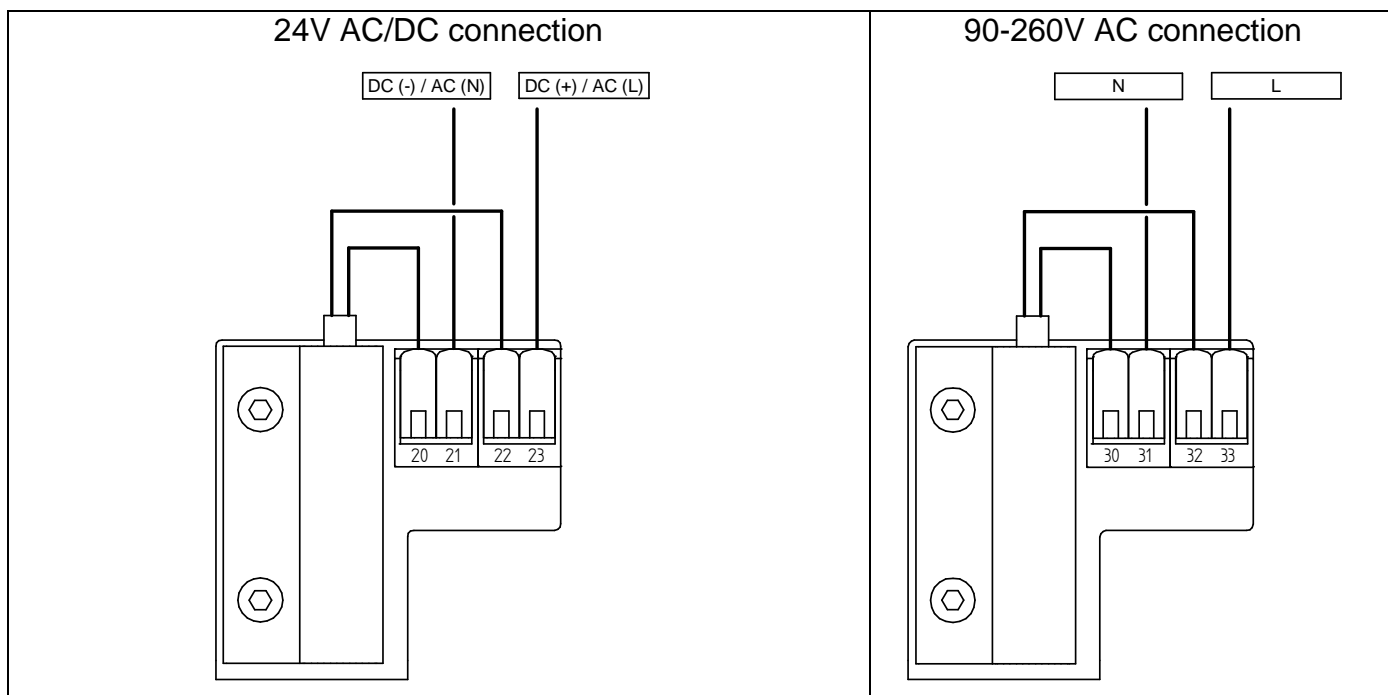 24V AC/DC connection
DC (-) / AC (N)
DC (+) / AC (L)
20 21 22 23
90-260V AC connection
N
L
30 31 32 33